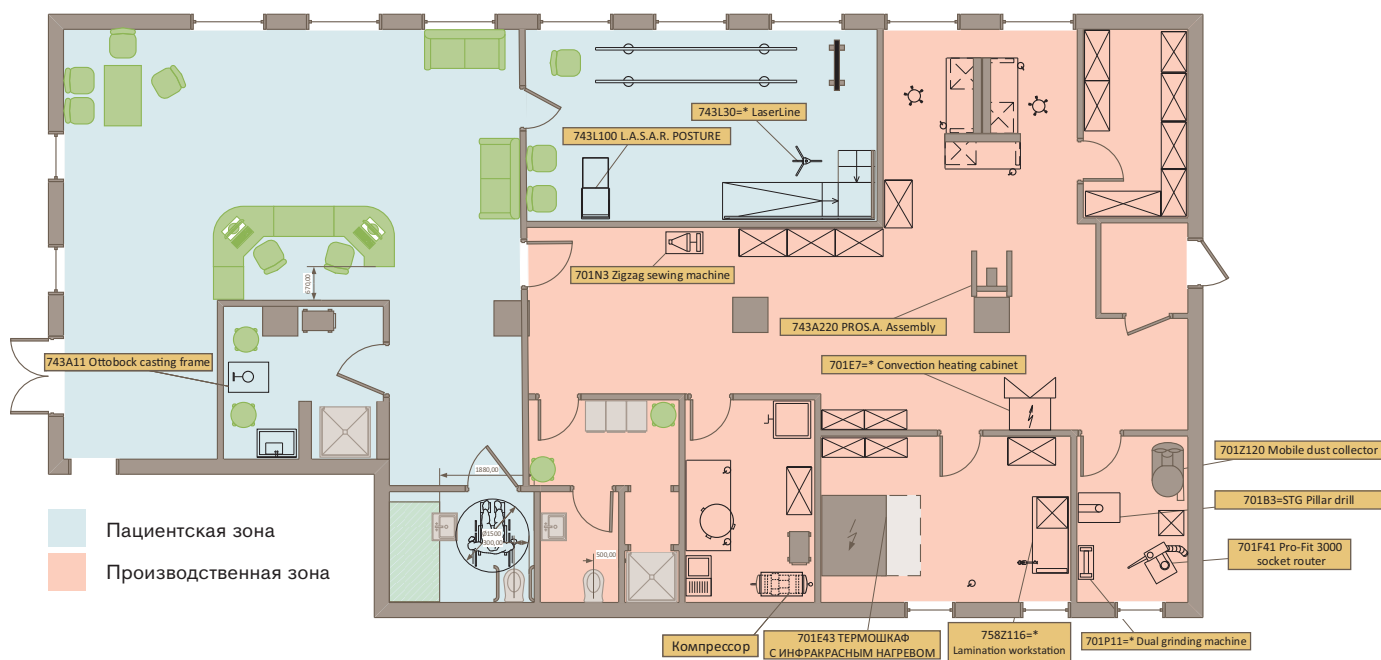 743L30=* LaserLine
743L100 L.A.S.A.R. POSTURE
701N3 Zigzag sewing machine
670,00
743A220 PROS.A. Assembly
743A11 Ottobock casting frame
701E7=* Convection heating cabinet
1880,00
701Z120 Mobile dust collector
701B3=STG Pillar drill
701F41 Pro-Fit 3000
socket router
Пациентская зона
Производственная зона
Ø1500
300,00
500,00
Компрессор
701E43 ТЕРМОШКАФ
С ИНФРАКРАСНЫМ НАГРЕВОМ
758Z116=*
Lamination workstation
701P11=* Dual grinding machine